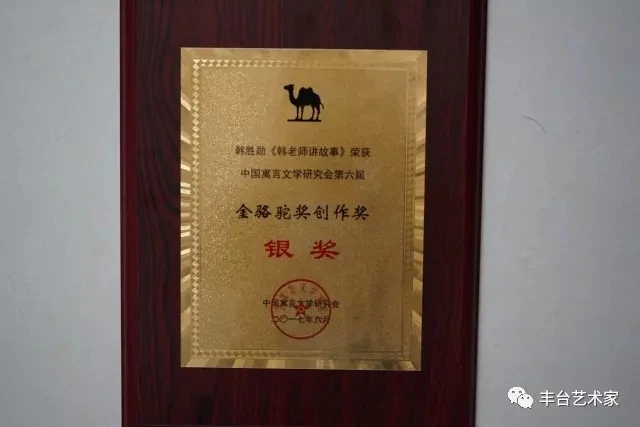 韩胜勋《韩老师讲故事》荣获
中国寓言文学研究会第六届
金骆驼奖创作奖
银奖
中国寓言文学研究会
二〇一七年六月
丰台艺术家